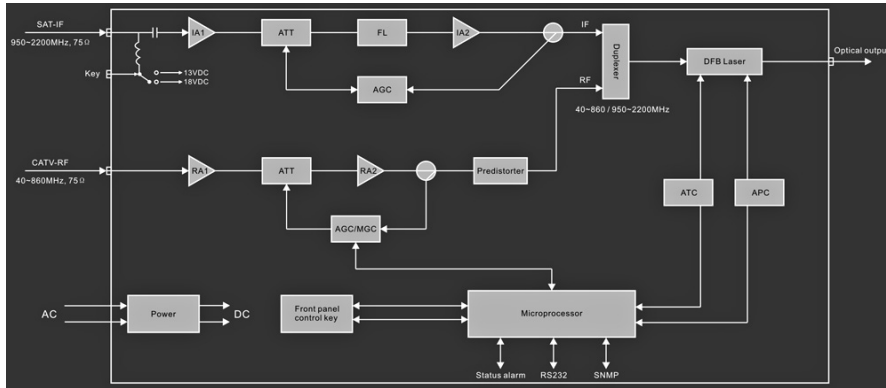 SAT-IF
950~2200MHz, 75Ω
Key
13VDC
18VDC
IA1
ATT
FL
IA2
AGC
IF
RF
Duplexer
40~860 / 950~2200MHz
DFB Laser
Optical output
CATV-RF
40~860MHz, 75Ω
RA1
ATT
RA2
Predistorter
AGC/MGC
ATC
APC
AC
Power
DC
Front panel
control key
Microprocessor
Status alarm
RS232
SNMP